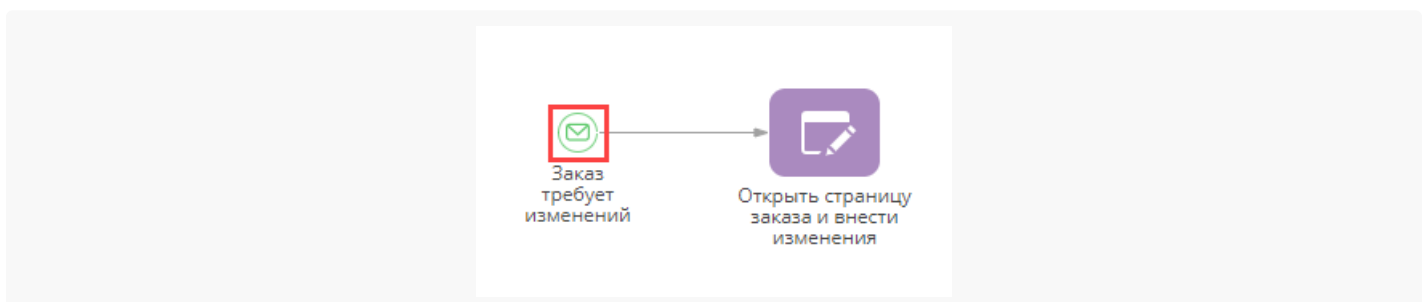 Заказ
требует
изменений
Открыть страницу
заказа и внести
изменения